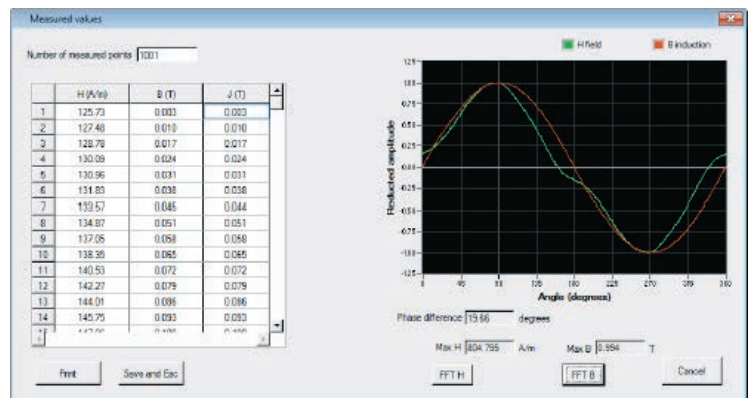 Measured values
Number of measured points 1001
H (A/m) B (T) J (T)
1 125.73 0.003 0.003
2 127.48 0.010 0.010
3 128.78 0.017 0.017
4 130.09 0.024 0.024
5 130.96 0.031 0.031
6 131.83 0.038 0.038
7 133.57 0.045 0.044
8 134.87 0.051 0.051
9 137.05 0.058 0.058
10 138.35 0.065 0.065
11 140.53 0.072 0.072
12 142.27 0.079 0.079
13 144.01 0.086 0.086
14 145.75 0.093 0.093
Print
Save and Esc
H field
B induction
Reducted amplitude
0 45 90 135 180 225 270 360
Angle (degrees)
Phase difference 19.66 degrees
Max H 804.795 A/m
Max B 0.994 T
FFT H
FFT B
Cancel